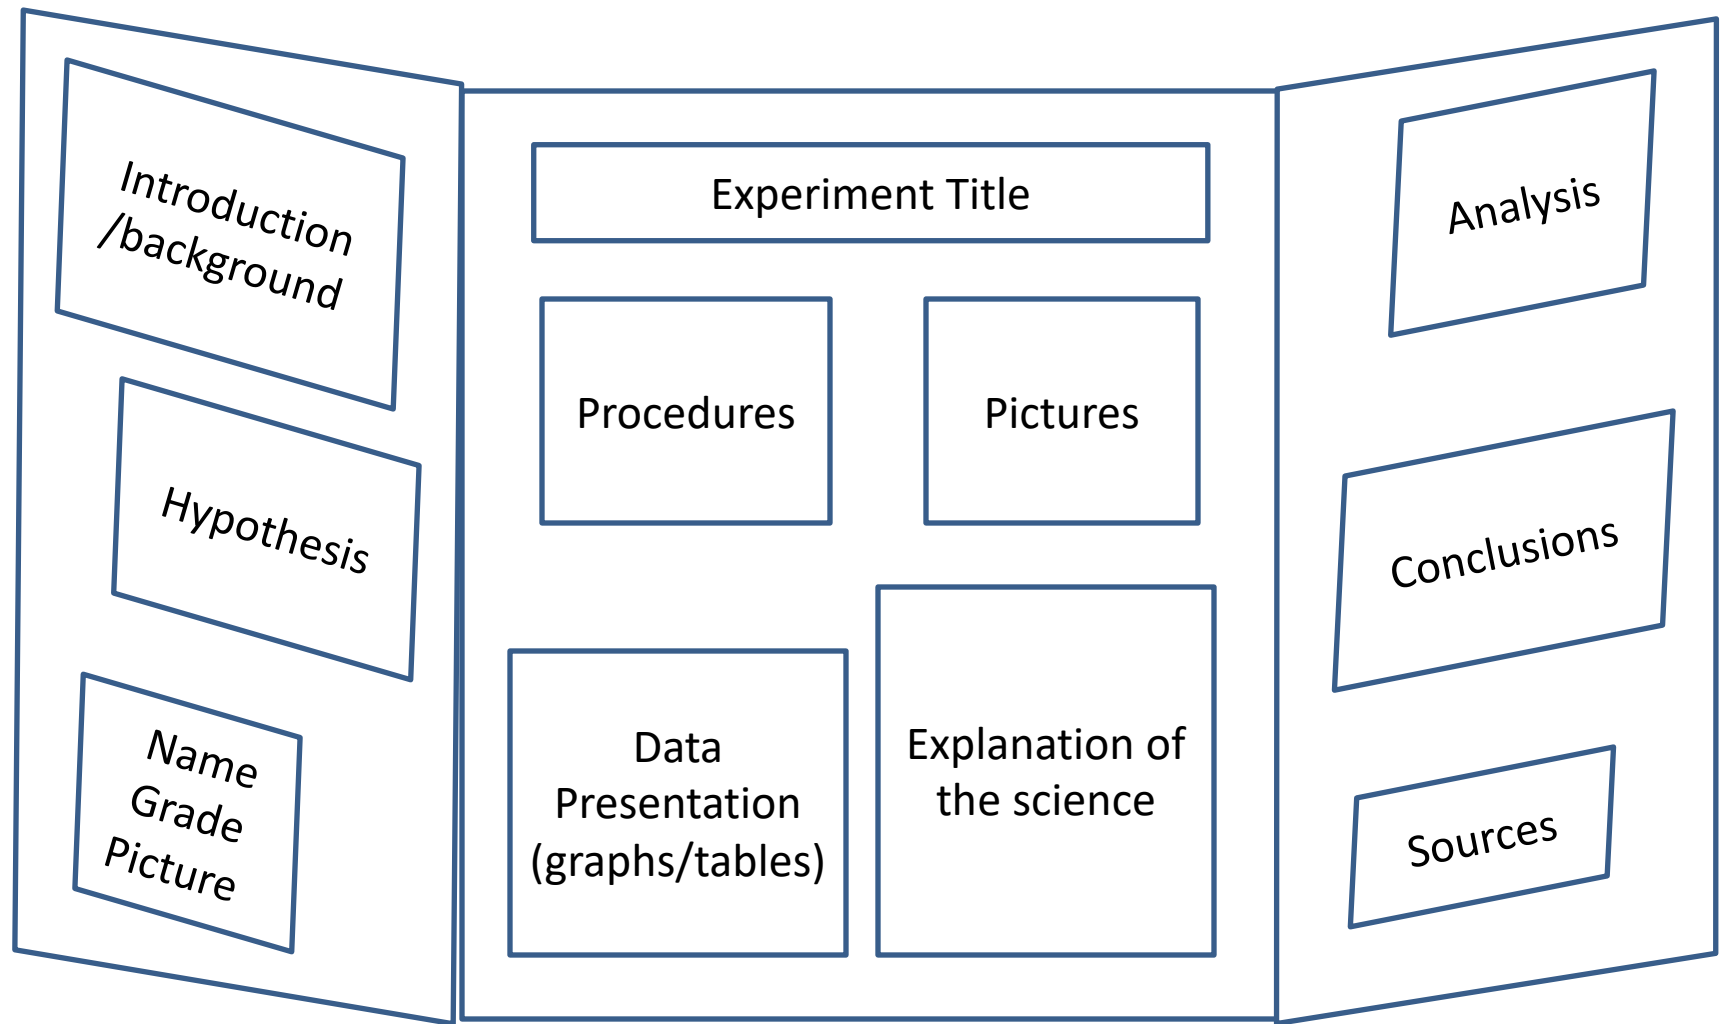 Introduction
/background
Hypothesis
Name
Grade
Picture
Experiment Title
Procedures
Pictures
Data
Presentation
(graphs/tables)
Explanation of
the science
Analysis
Conclusions
Sources